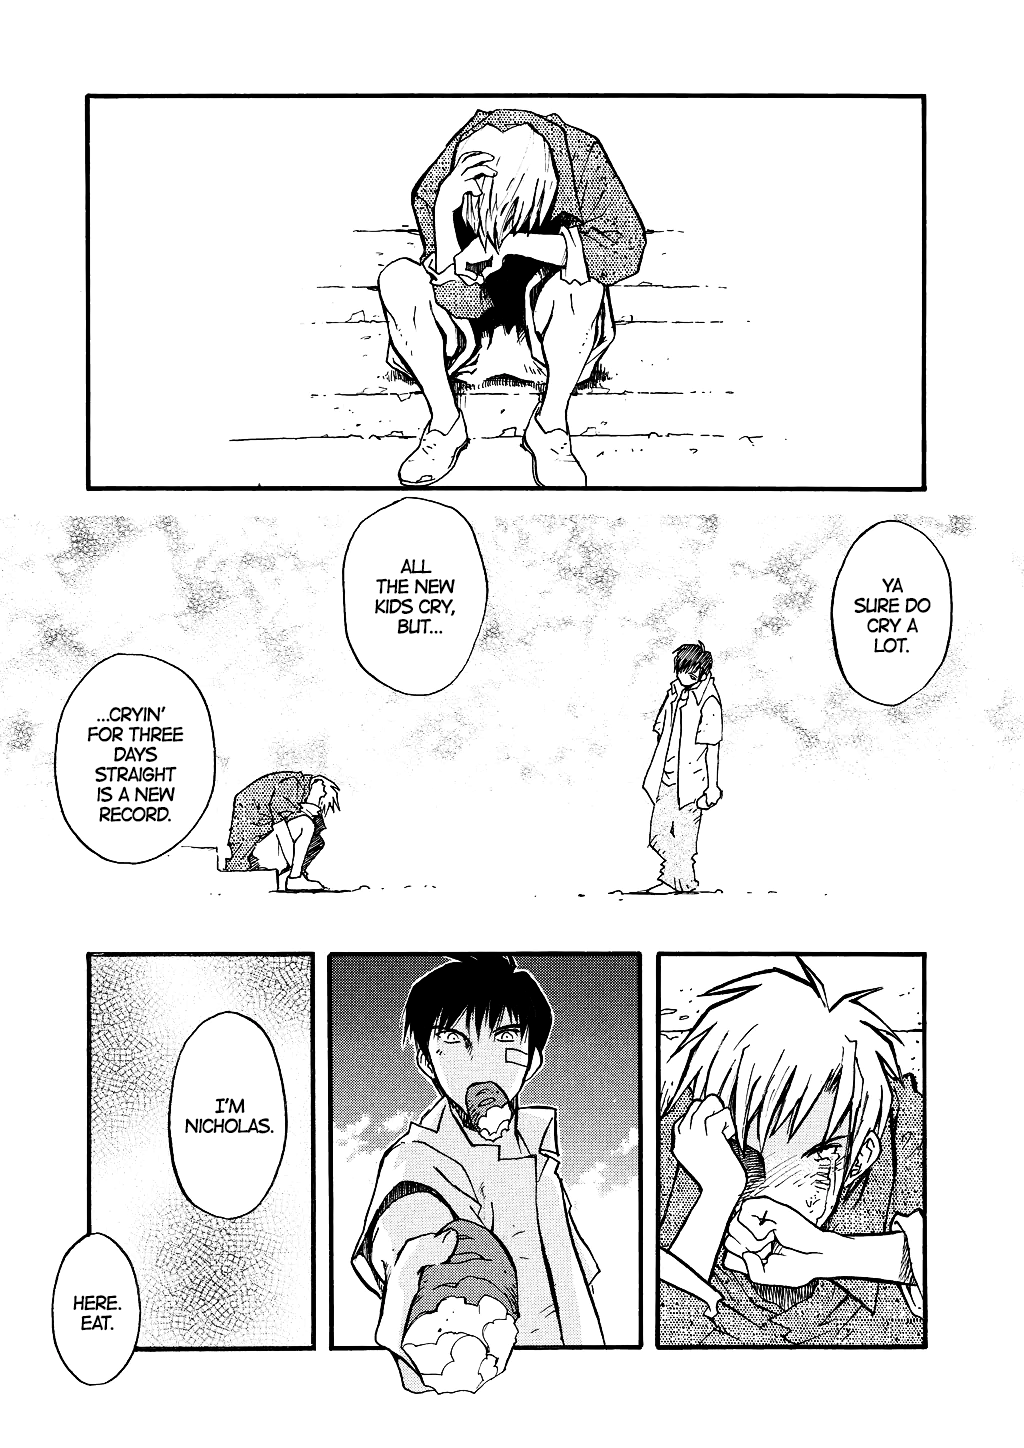 YA
SURE DO
CRY A
LOT.
ALL
THE NEW
KIDS CRY,
BUT...
...CRYIN'
FOR THREE
DAYS
STRAIGHT
IS A NEW
RECORD.
I'M
NICHOLAS.
HERE.
EAT.